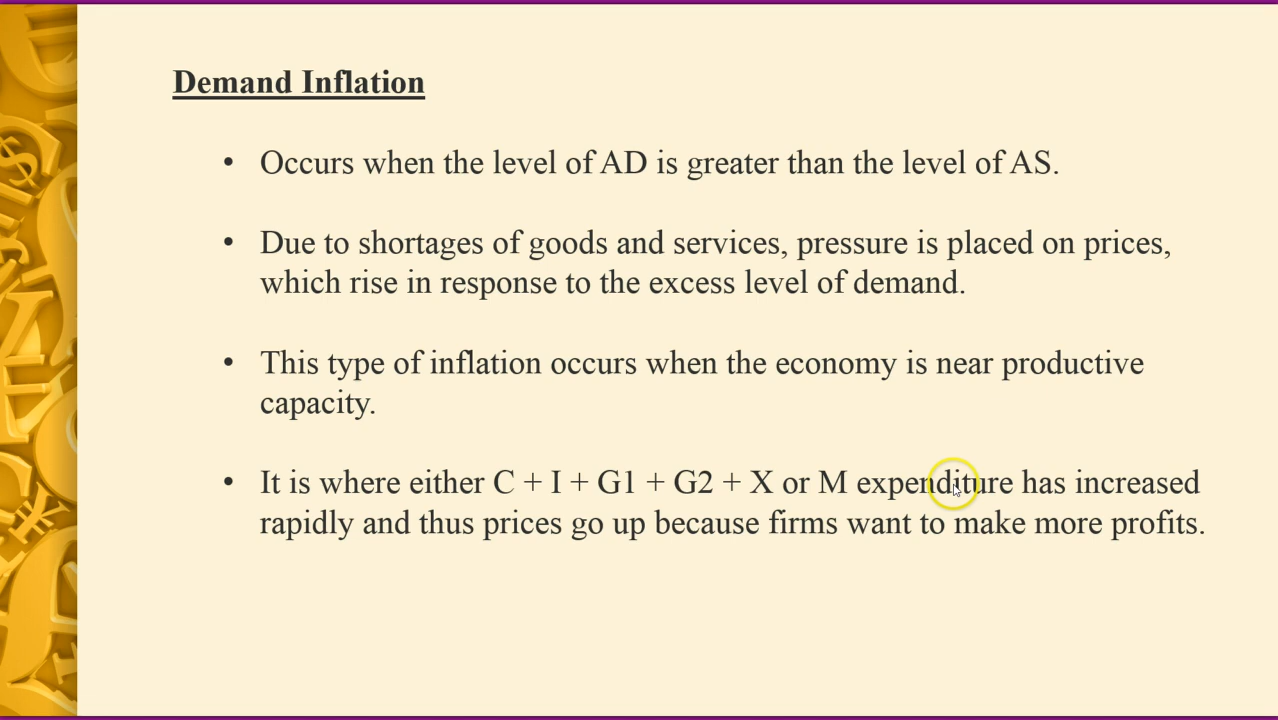 Demand Inflation
• Occurs when the level of AD is greater than the level of AS.
• Due to shortages of goods and services, pressure is placed on prices,
which rise in response to the excess level of demand.
• This type of inflation occurs when the economy is near productive
capacity.
• It is where either C + I + G1 + G2 + X or M expenditure has increased
rapidly and thus prices go up because firms want to make more profits.